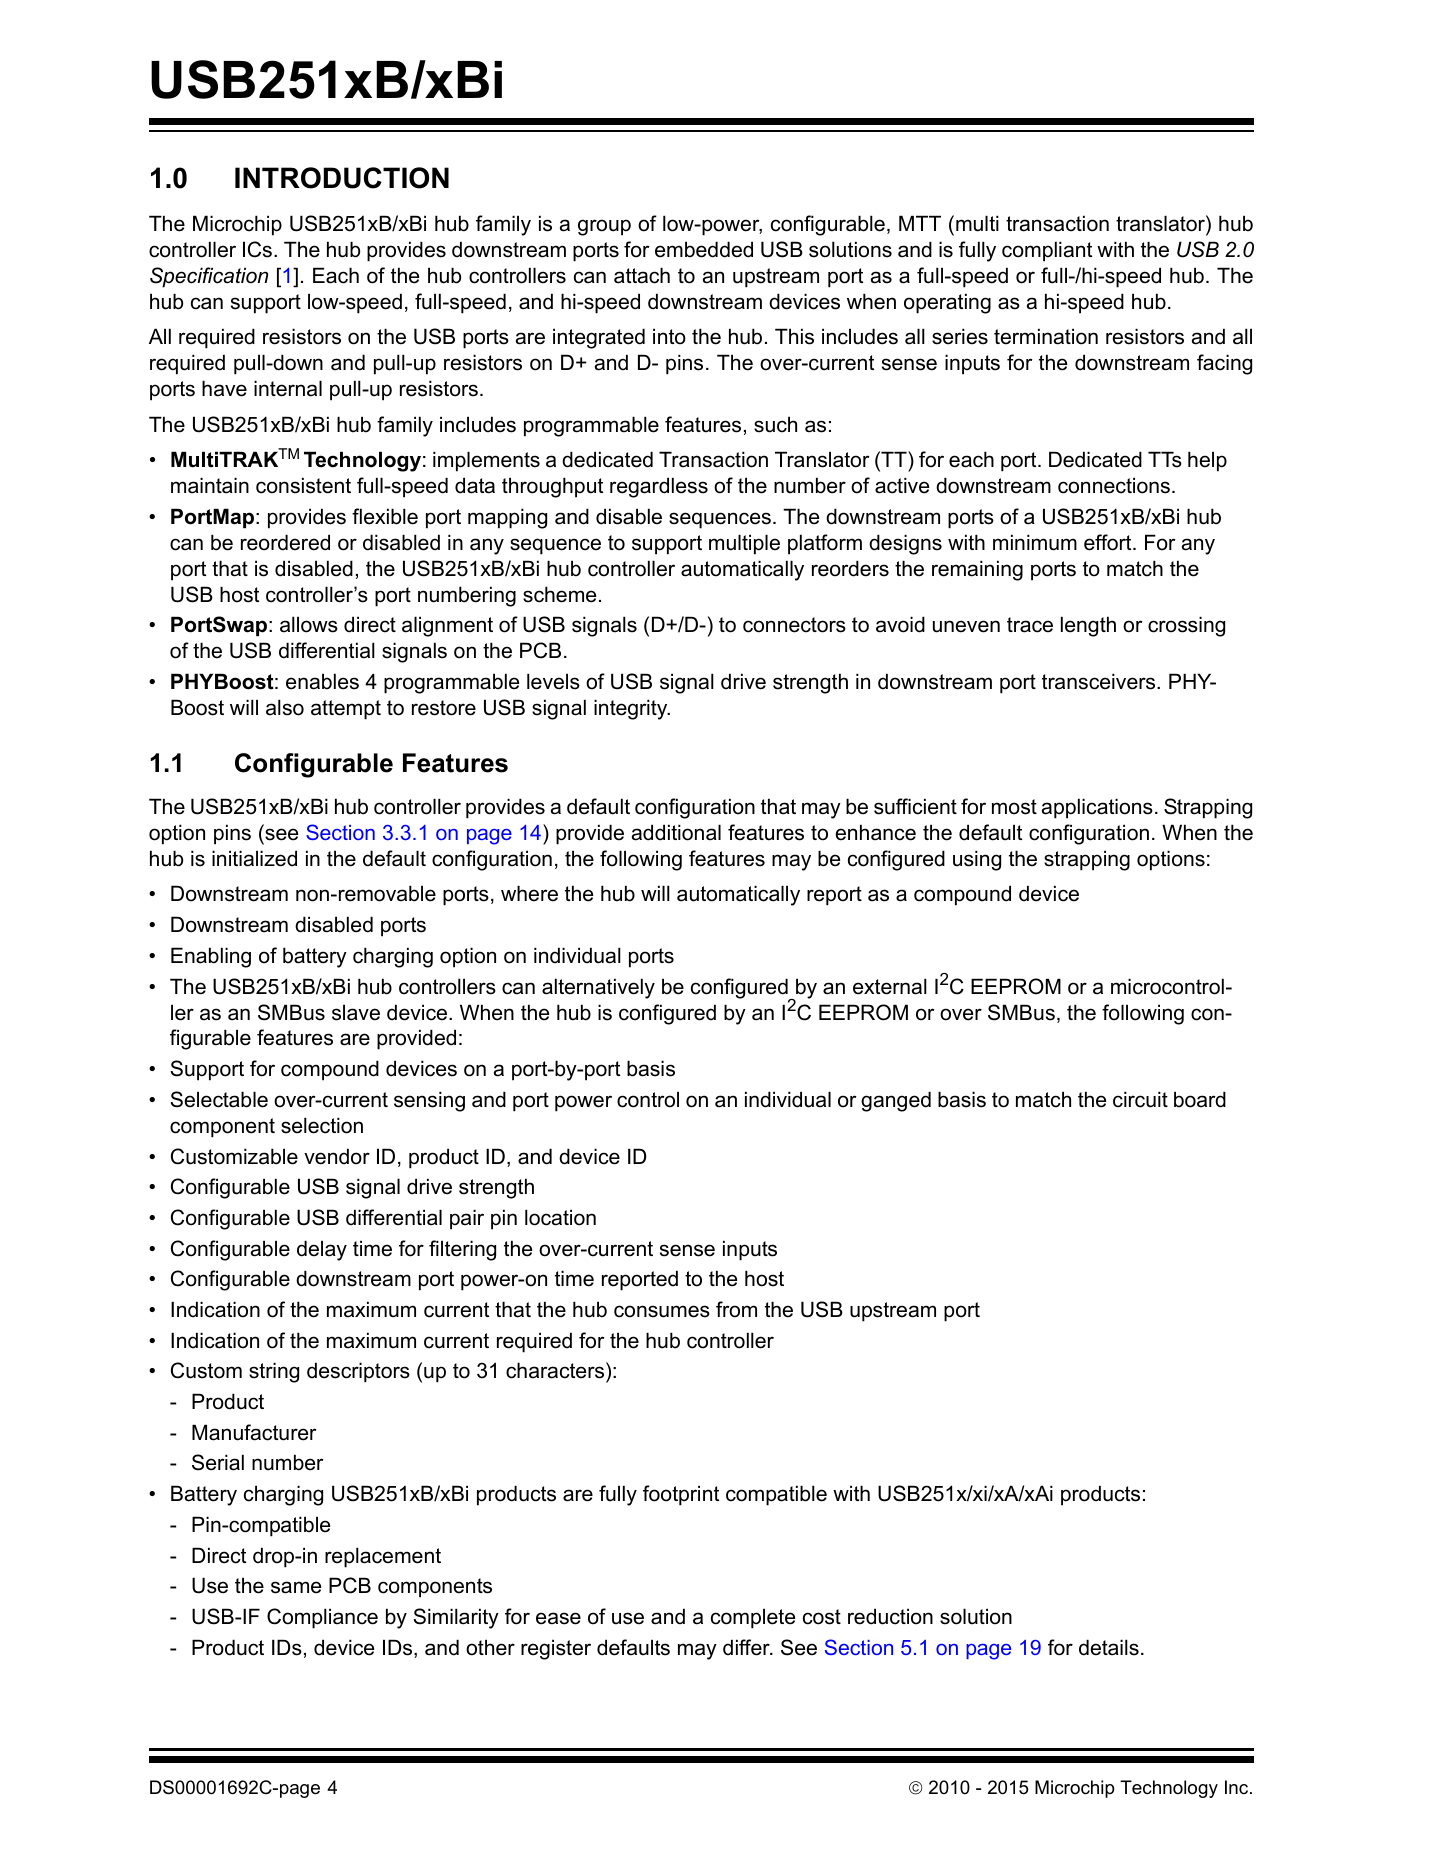 USB251xB/xBi
1.0 INTRODUCTION
The Microchip USB251xB/xBi hub family is a group of low-power, configurable, MTT (multi transaction translator) hub
controller ICs. The hub provides downstream ports for embedded USB solutions and is fully compliant with the USB 2.0
Specification [1]. Each of the hub controllers can attach to an upstream port as a full-speed or full-/hi-speed hub. The
hub can support low-speed, full-speed, and hi-speed downstream devices when operating as a hi-speed hub.
All required resistors on the USB ports are integrated into the hub. This includes all series termination resistors and all
required pull-down and pull-up resistors on D+ and D- pins. The over-current sense inputs for the downstream facing
ports have internal pull-up resistors.
The USB251xB/xBi hub family includes programmable features, such as:
• MultiTRAK™ Technology: implements a dedicated Transaction Translator (TT) for each port. Dedicated TTs help
maintain consistent full-speed data throughput regardless of the number of active downstream connections.
• PortMap: provides flexible port mapping and disable sequences. The downstream ports of a USB251xB/xBi hub
can be reordered or disabled in any sequence to support multiple platform designs with minimum effort. For any
port that is disabled, the USB251xB/xBi hub controller automatically reorders the remaining ports to match the
USB host controller’s port numbering scheme.
• PortSwap: allows direct alignment of USB signals (D+/D-) to connectors to avoid uneven trace length or crossing
of the USB differential signals on the PCB.
• PHYBoost: enables 4 programmable levels of USB signal drive strength in downstream port transceivers. PHY-
Boost will also attempt to restore USB signal integrity.
1.1 Configurable Features
The USB251xB/xBi hub controller provides a default configuration that may be sufficient for most applications. Strapping
option pins (see Section 3.3.1 on page 14) provide additional features to enhance the default configuration. When the
hub is initialized in the default configuration, the following features may be configured using the strapping options:
• Downstream non-removable ports, where the hub will automatically report as a compound device
• Downstream disabled ports
• Enabling of battery charging option on individual ports
• The USB251xB/xBi hub controllers can alternatively be configured by an external I²C EEPROM or a microcontrol-
ler as an SMBus slave device. When the hub is configured by an I²C EEPROM or over SMBus, the following con-
figurable features are provided:
• Support for compound devices on a port-by-port basis
• Selectable over-current sensing and port power control on an individual or ganged basis to match the circuit board
component selection
• Customizable vendor ID, product ID, and device ID
• Configurable USB signal drive strength
• Configurable USB differential pair pin location
• Configurable delay time for filtering the over-current sense inputs
• Configurable downstream port power-on time reported to the host
• Indication of the maximum current that the hub consumes from the USB upstream port
• Indication of the maximum current required for the hub controller
• Custom string descriptors (up to 31 characters):
- Product
- Manufacturer
- Serial number
• Battery charging USB251xB/xBi products are fully footprint compatible with USB251x/xi/xA/xAi products:
- Pin-compatible
- Direct drop-in replacement
- Use the same PCB components
- USB-IF Compliance by Similarity for ease of use and a complete cost reduction solution
- Product IDs, device IDs, and other register defaults may differ. See Section 5.1 on page 19 for details.
DS00001692C-page 4
© 2010 - 2015 Microchip Technology Inc.